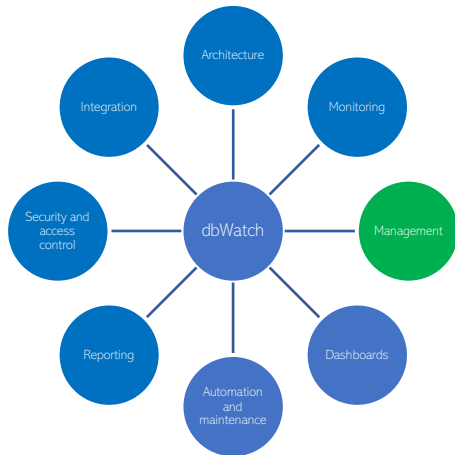 Architecture
Integration
Monitoring
Security and
access
control
dbWatch
Management
Reporting
Dashboards
Automation
and
maintenance